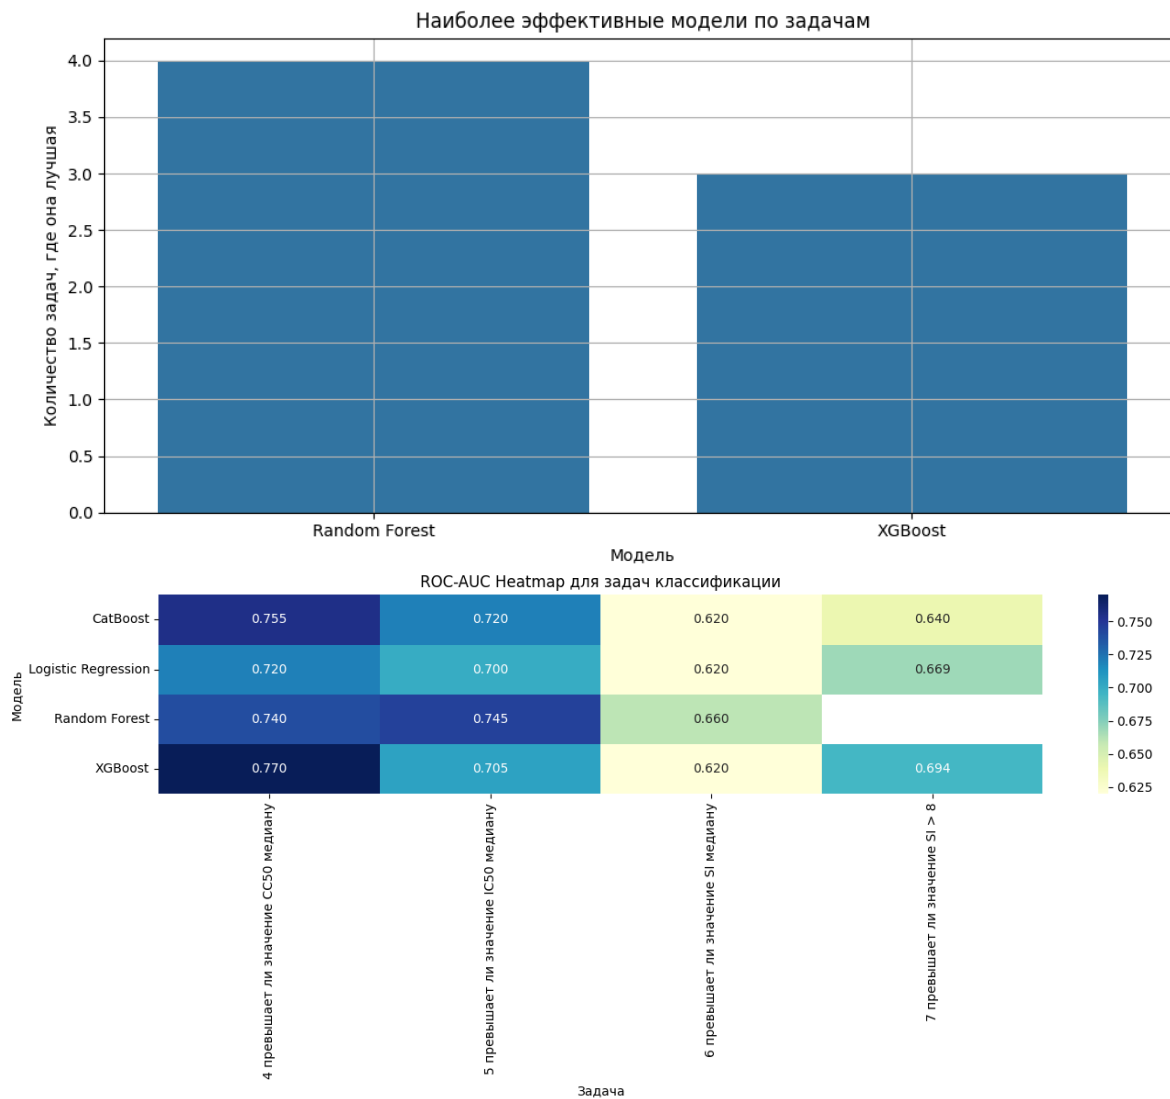 Наиболее эффективные модели по задачам
Количество задач, где она лучшая
4.0
3.5
3.0
2.5
2.0
1.5
1.0
0.5
0.0
Random Forest
XGBoost
Модель
ROC-AUC Heatmap для задач классификации
Модель
CatBoost
0.755
0.720
0.620
0.640
Logistic Regression
0.720
0.700
0.620
0.669
Random Forest
0.740
0.745
0.660
XGBoost
0.770
0.705
0.620
0.694
0.750
0.725
0.700
0.675
0.650
0.625
4 превышает ли значение CC50 медиану
5 превышает ли значение IC50 медиану
6 превышает ли значение SI медиану
7 превышает ли значение SI > 8
Задача